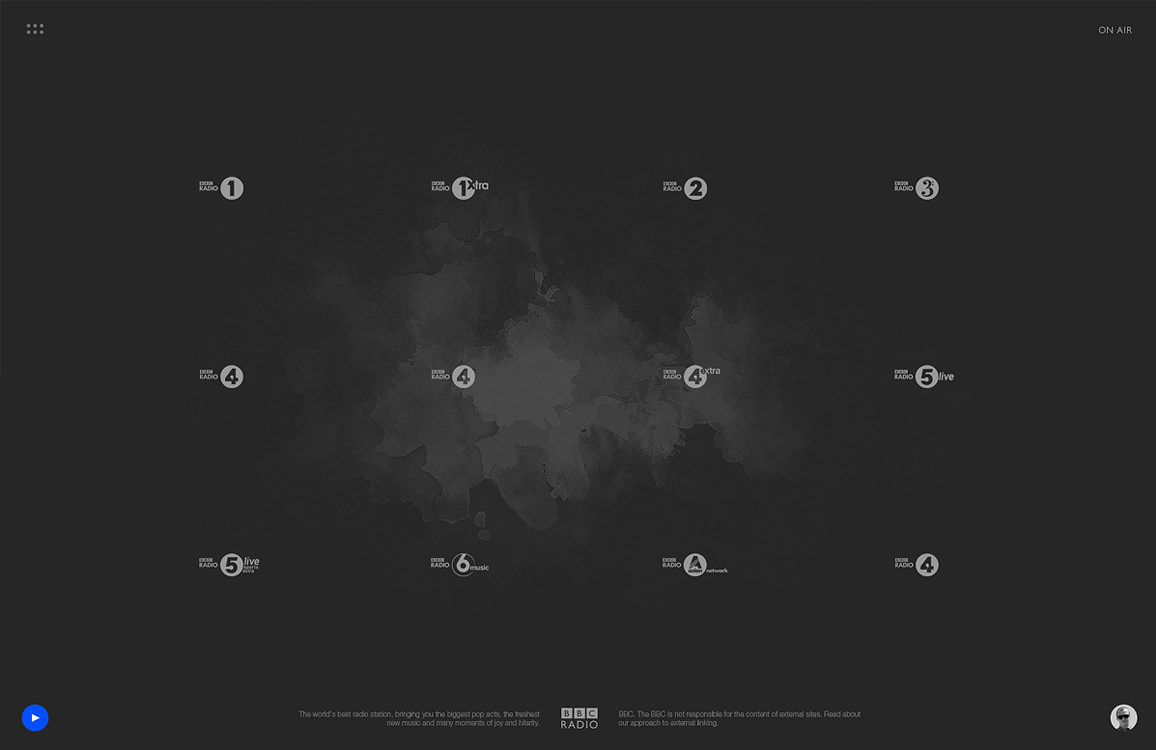 ON AIR
BBC RADIO 1
BBC RADIO 1Xtra
BBC RADIO 2
BBC RADIO 3
BBC RADIO 4
BBC RADIO 4
BBC RADIO 4 extra
BBC RADIO 5 live
BBC RADIO 5 live sports extra
BBC RADIO 6 music
BBC RADIO A network
BBC RADIO 4
The world's best radio station, bringing you the biggest pop acts, the freshest
new music and many moments of joy and hilarity.
BBC
RADIO
BBC. The BBC is not responsible for the content of external sites. Read about
our approach to external linking.